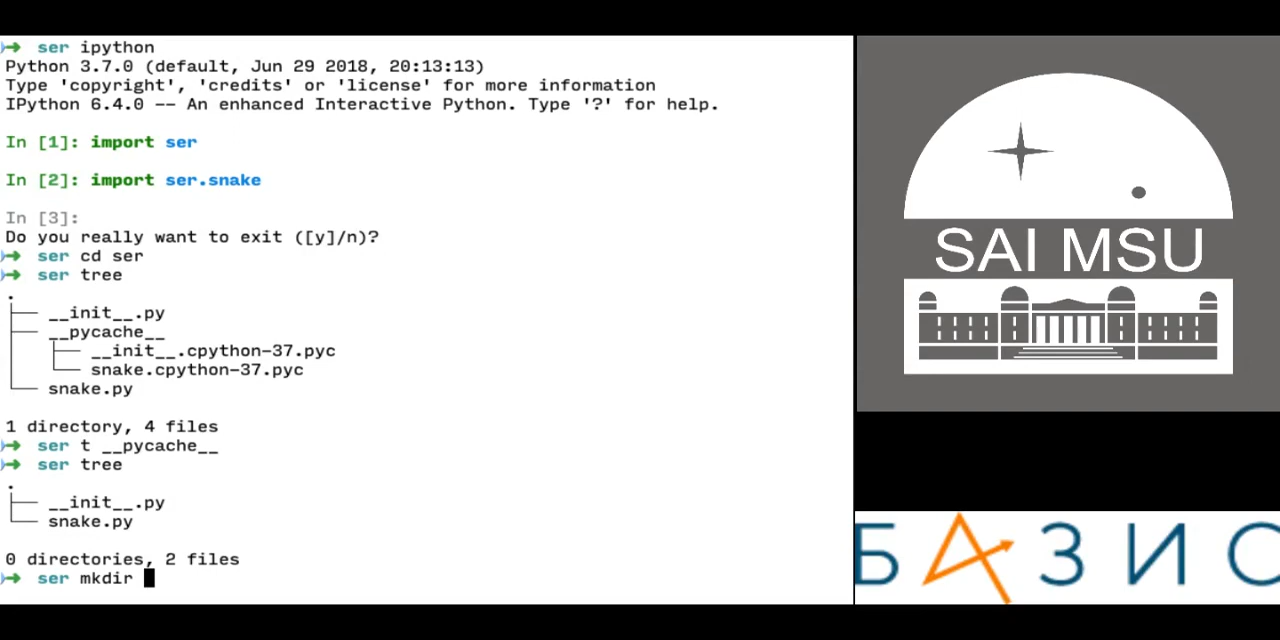 ➜ ser ipython
Python 3.7.0 (default, Jun 29 2018, 20:13:13)
Type 'copyright', 'credits' or 'license' for more information
IPython 6.4.0 -- An enhanced Interactive Python. Type '?' for help.
In [1]: import ser
In [2]: import ser.snake
In [3]:
Do you really want to exit ([y]/n)?
➜ ser cd ser
➜ ser tree
.
├── __init__.py
├── __pycache__
│   ├── __init__.cpython-37.pyc
│   └── snake.cpython-37.pyc
└── snake.py
1 directory, 4 files
➜ ser t __pycache__
➜ ser tree
.
├── __init__.py
└── snake.py
0 directories, 2 files
➜ ser mkdir
SAI MSU
БАЗИС